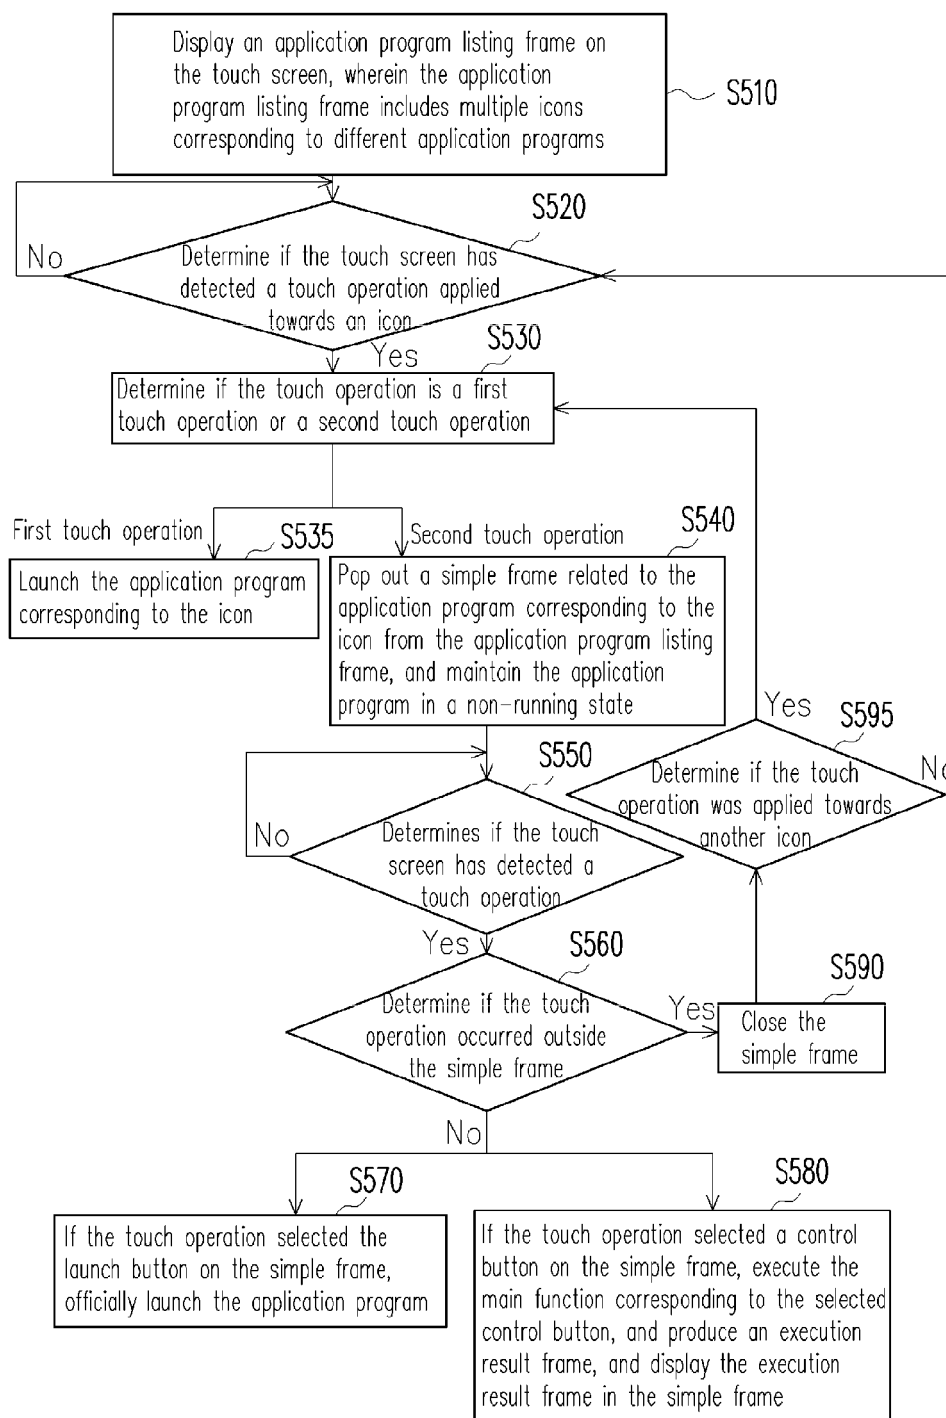 Display an application program listing frame on
the touch screen, wherein the application
program listing frame includes multiple icons
corresponding to different application programs
S510
S520
No
Determine if the touch screen has
detected a touch operation applied
towards an icon
Yes
S530
Determine if the touch operation is a first
touch operation or a second touch operation
First touch operation
S535
Launch the application program
corresponding to the icon
Second touch operation
S540
Pop out a simple frame related to the
application program corresponding to the
icon from the application program listing
frame, and maintain the application
program in a non-running state
S550
No
Determines if the touch
screen has detected a
touch operation
Yes
S560
Determine if the touch
operation occurred outside
the simple frame
Yes
S590
Close the
simple frame
Yes
S595
No
Determine if the touch
operation was applied towards
another icon
No
S570
If the touch operation selected the
launch button on the simple frame,
officially launch the application program
S580
If the touch operation selected a control
button on the simple frame, execute the
main function corresponding to the selected
control button, and produce an execution
result frame, and display the execution
result frame in the simple frame